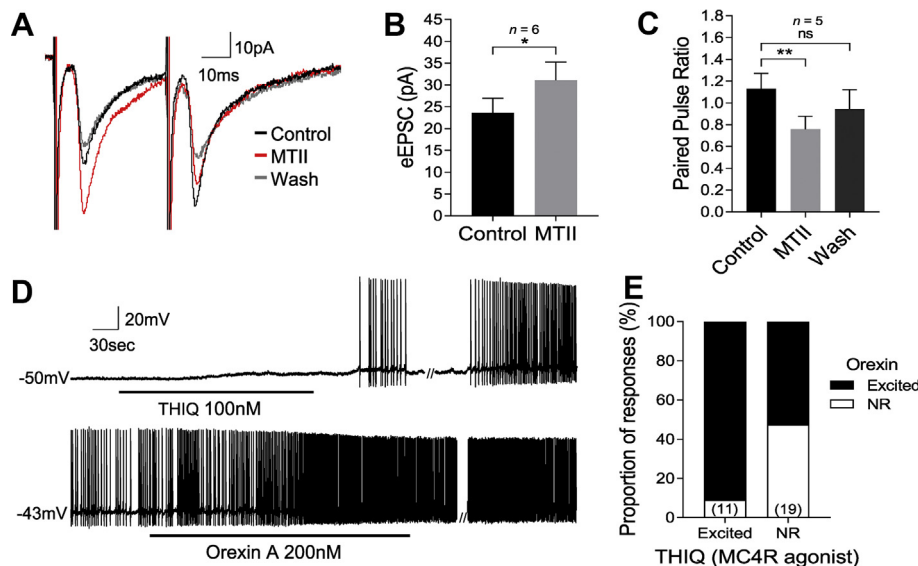 A
10pA
10ms
Control
MTII
Wash
B
n = 6
*
eEPSC (pA)
45
40
35
30
25
20
15
10
5
0
Control MTII
C
n = 5
ns
**
Paired Pulse Ratio
1.8
1.6
1.4
1.2
1.0
0.8
0.6
0.4
0.2
0.0
Control
MTII
Wash
D
20mV
30sec
-50mV
//
THIQ 100nM
-43mV
//
Orexin A 200nM
E
Proportion of responses (%)
100
80
60
40
20
0
Orexin
Excited
NR
(11)
(19)
Excited NR
THIQ (MC4R agonist)